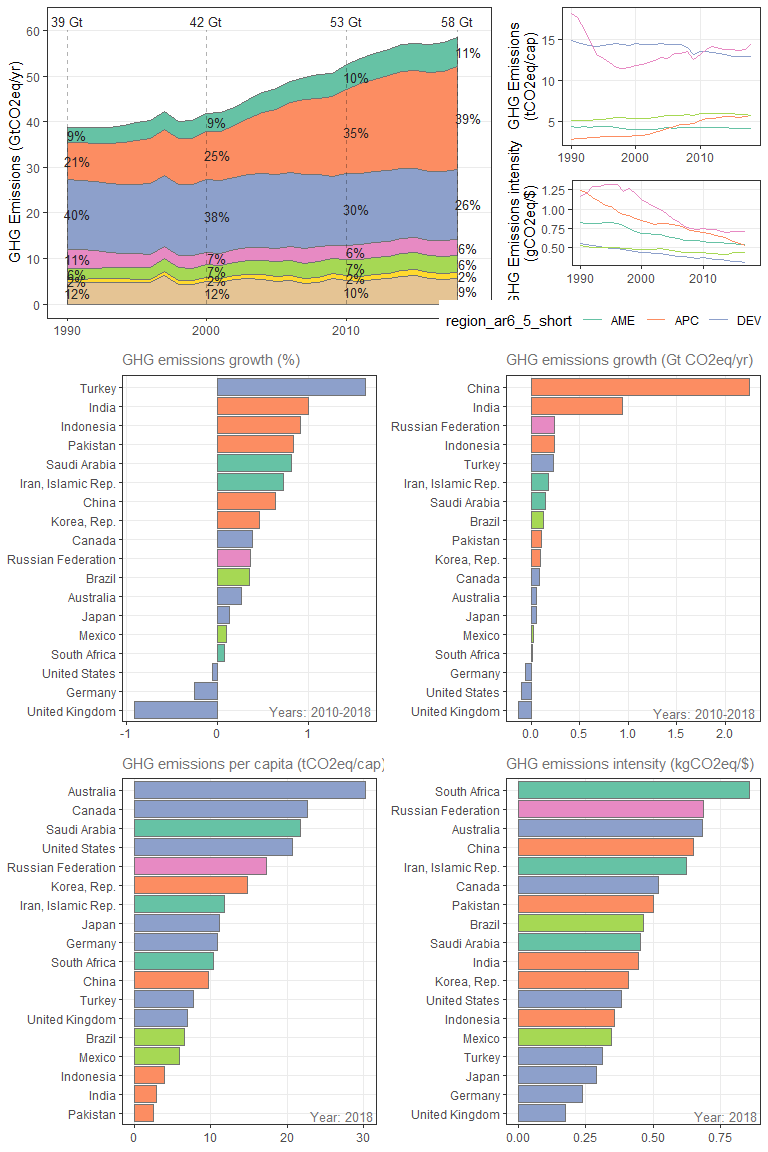 39 Gt 42 Gt 53 Gt 58 Gt
GHG Emissions (GtCO2eq/yr)
60
50
40
30
20
10
0
9% 9% 10% 11%
21% 25% 35% 39%
40% 38% 30% 26%
11% 7% 6% 6%
6% 7% 7% 6%
2% 2% 2% 2%
12% 12% 10% 9%
1990 2000 2010
GHG Emissions
(tCO2eq/cap)
15
10
5
1990 2000 2010
GHG Emissions intensity
(gCO2eq/$)
1.25
1.00
0.75
0.50
1990 2000 2010
region_ar6_5_short AME APC DEV
GHG emissions growth (%)
Turkey
India
Indonesia
Pakistan
Saudi Arabia
Iran, Islamic Rep.
China
Korea, Rep.
Canada
Russian Federation
Brazil
Australia
Japan
Mexico
South Africa
United States
Germany
United Kingdom
Years: 2010-2018
-1 0 1
GHG emissions growth (Gt CO2eq/yr)
China
India
Russian Federation
Indonesia
Turkey
Iran, Islamic Rep.
Saudi Arabia
Brazil
Pakistan
Korea, Rep.
Canada
Australia
Japan
Mexico
South Africa
Germany
United States
United Kingdom
Years: 2010-2018
0.0 0.5 1.0 1.5 2.0
GHG emissions per capita (tCO2eq/cap)
Australia
Canada
Saudi Arabia
United States
Russian Federation
Korea, Rep.
Iran, Islamic Rep.
Japan
Germany
South Africa
China
Turkey
United Kingdom
Brazil
Mexico
Indonesia
India
Pakistan
Year: 2018
0 10 20 30
GHG emissions intensity (kgCO2eq/$)
South Africa
Russian Federation
Australia
China
Iran, Islamic Rep.
Canada
Pakistan
Brazil
Saudi Arabia
India
Korea, Rep.
United States
Indonesia
Mexico
Turkey
Japan
Germany
United Kingdom
Year: 2018
0.00 0.25 0.50 0.75